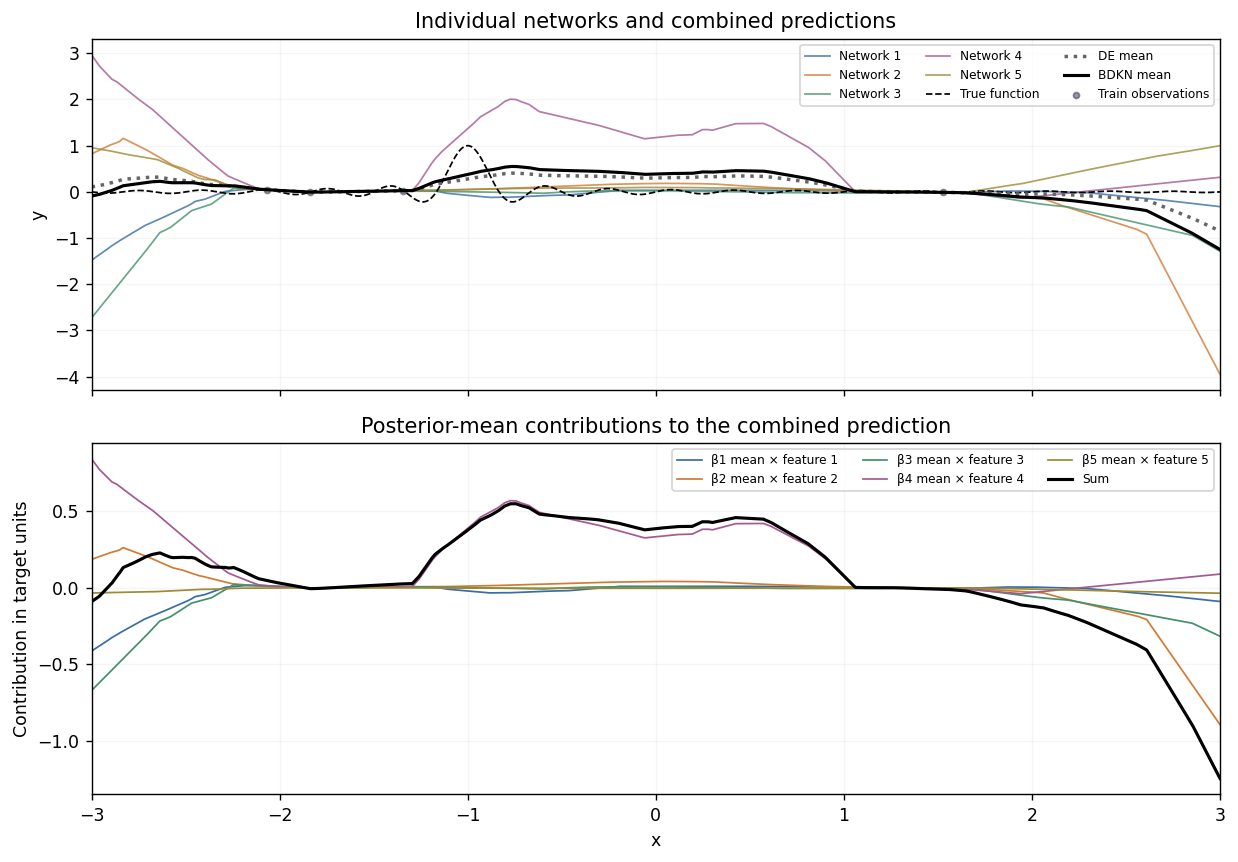 Individual networks and combined predictions
y
3
2
1
0
−1
−2
−3
−4
Network 1
Network 2
Network 3
Network 4
Network 5
True function
DE mean
BDKN mean
Train observations
Posterior-mean contributions to the combined prediction
Contribution in target units
0.5
0.0
−0.5
−1.0
β1 mean × feature 1
β2 mean × feature 2
β3 mean × feature 3
β4 mean × feature 4
β5 mean × feature 5
Sum
−3 −2 −1 0 1 2 3
x